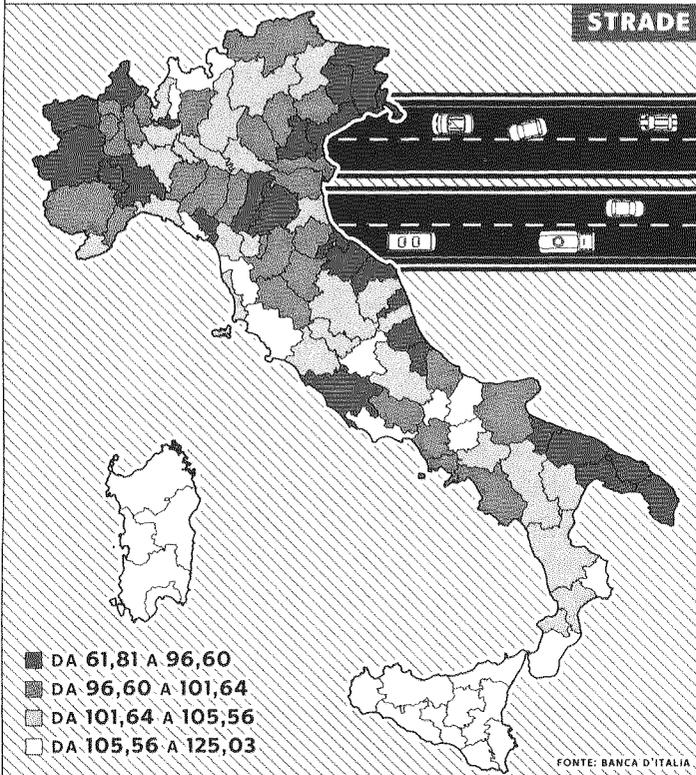 STRADE
DA 61,81 A 96,60
DA 96,60 A 101,64
DA 101,64 A 105,56
DA 105,56 A 125,03
FONTE: BANCA D'ITALIA